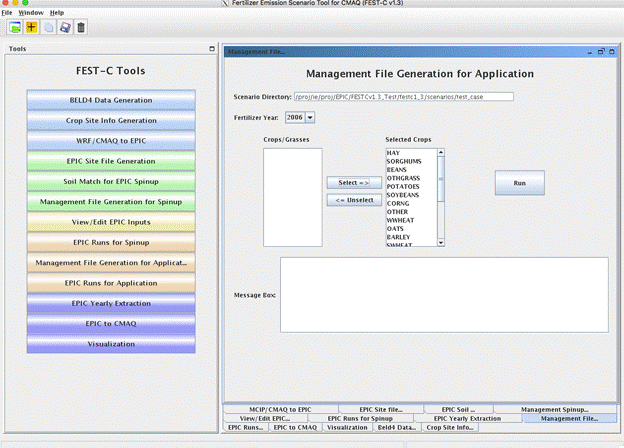 Fertilizer Emission Scenario Tool for CMAQ (FEST-C v1.3)
File Window Help
Tools
FEST-C Tools
BELD4 Data Generation
Crop Site Info Generation
WRF/CMAQ to EPIC
EPIC Site File Generation
Soil Match for EPIC Spinup
Management File Generation for Spinup
View/Edit EPIC Inputs
EPIC Runs for Spinup
Management File Generation for Applicat...
EPIC Runs for Application
EPIC Yearly Extraction
EPIC to CMAQ
Visualization
Management File...
Management File Generation for Application
Scenario Directory: /proj/ie/proj/EPIC/FESTCv1.3_Test/festc1_3/scenarios/test_case
Fertilizer Year: 2006
Crops/Grasses
Select =>
<= Unselect
Selected Crops
HAY
SORGHUMS
BEANS
OTHGRASS
POTATOES
SOYBEANS
CORNG
OTHER
WWHEAT
OATS
BARLEY
SWHEAT
Run
Message Box:
MCIP/CMAQ to EPIC EPIC Site file... EPIC Soil ... Management Spinup...
View/Edit EPIC... EPIC Runs for Spinup EPIC Yearly Extraction Management File...
EPIC Runs... EPIC to CMAQ Visualization Beld4 Data... Crop Site Info...